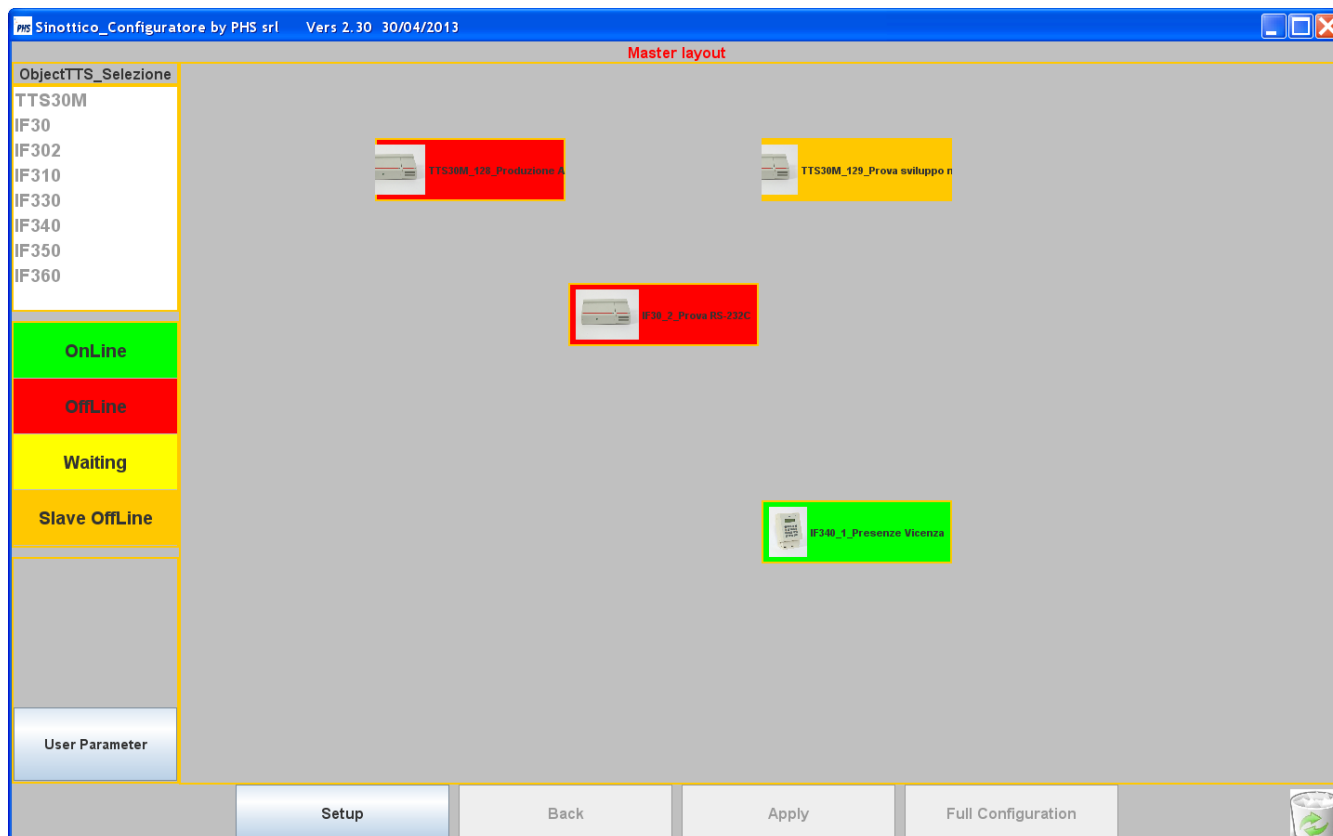 PHS Sinottico_Configuratore by PHS srl Vers 2.30 30/04/2013
Master layout
ObjectTTS_Selezione
TTS30M
IF30
IF302
IF310
IF330
IF340
IF350
IF360
OnLine
OffLine
Waiting
Slave OffLine
User Parameter
TTS30M_128_Produzione A
TTS30M_129_Prova sviluppo n
IF30_2_Prova RS-232C
IF340_1_Presenze Vicenza
Setup
Back
Apply
Full Configuration